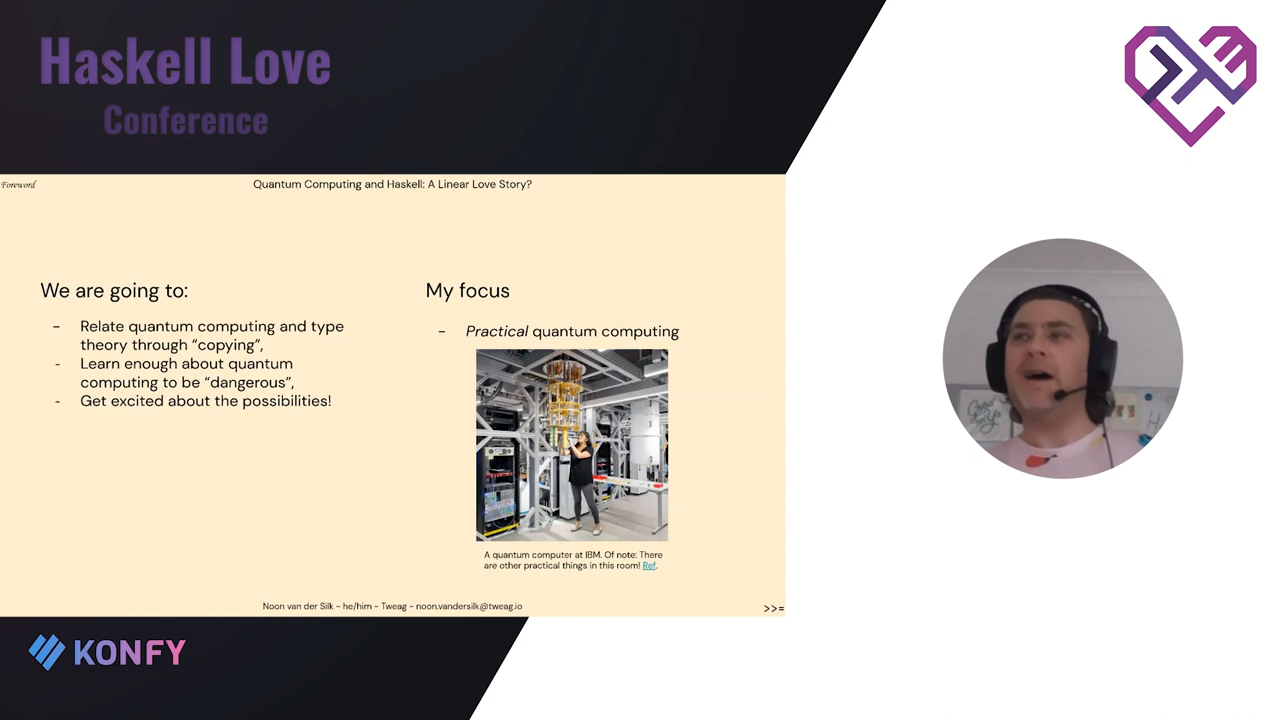 Haskell Love
Conference
Foreword
Quantum Computing and Haskell: A Linear Love Story?
We are going to:
- Relate quantum computing and type
theory through “copying”,
- Learn enough about quantum
computing to be “dangerous”,
- Get excited about the possibilities!
My focus
- Practical quantum computing
A quantum computer at IBM. Of note: There
are other practical things in this room! Ref.
Noon van der Silk - he/him - Tweag - noon.vandersilk@tweag.io
>>=
KONFY